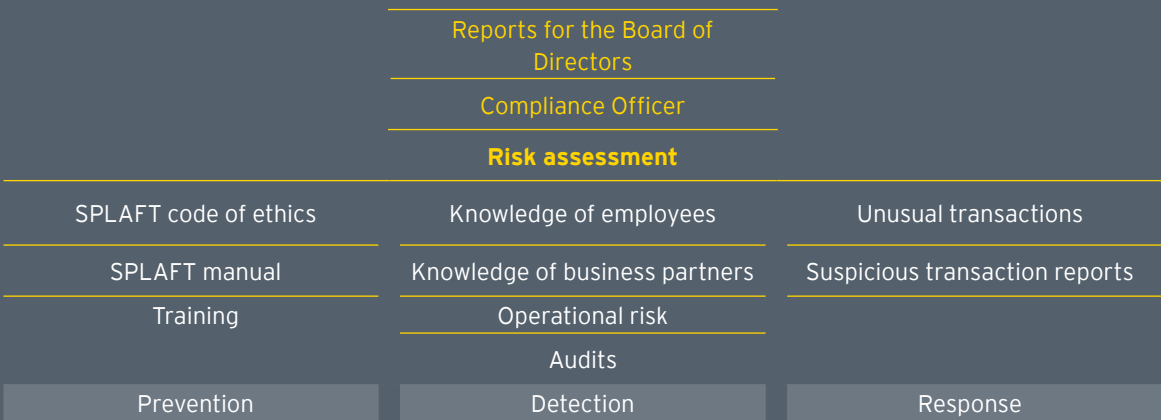 Reports for the Board of
Directors
Compliance Officer
Risk assessment
SPLAFT code of ethics
Knowledge of employees
Unusual transactions
SPLAFT manual
Knowledge of business partners
Suspicious transaction reports
Training
Operational risk
Audits
Prevention
Detection
Response